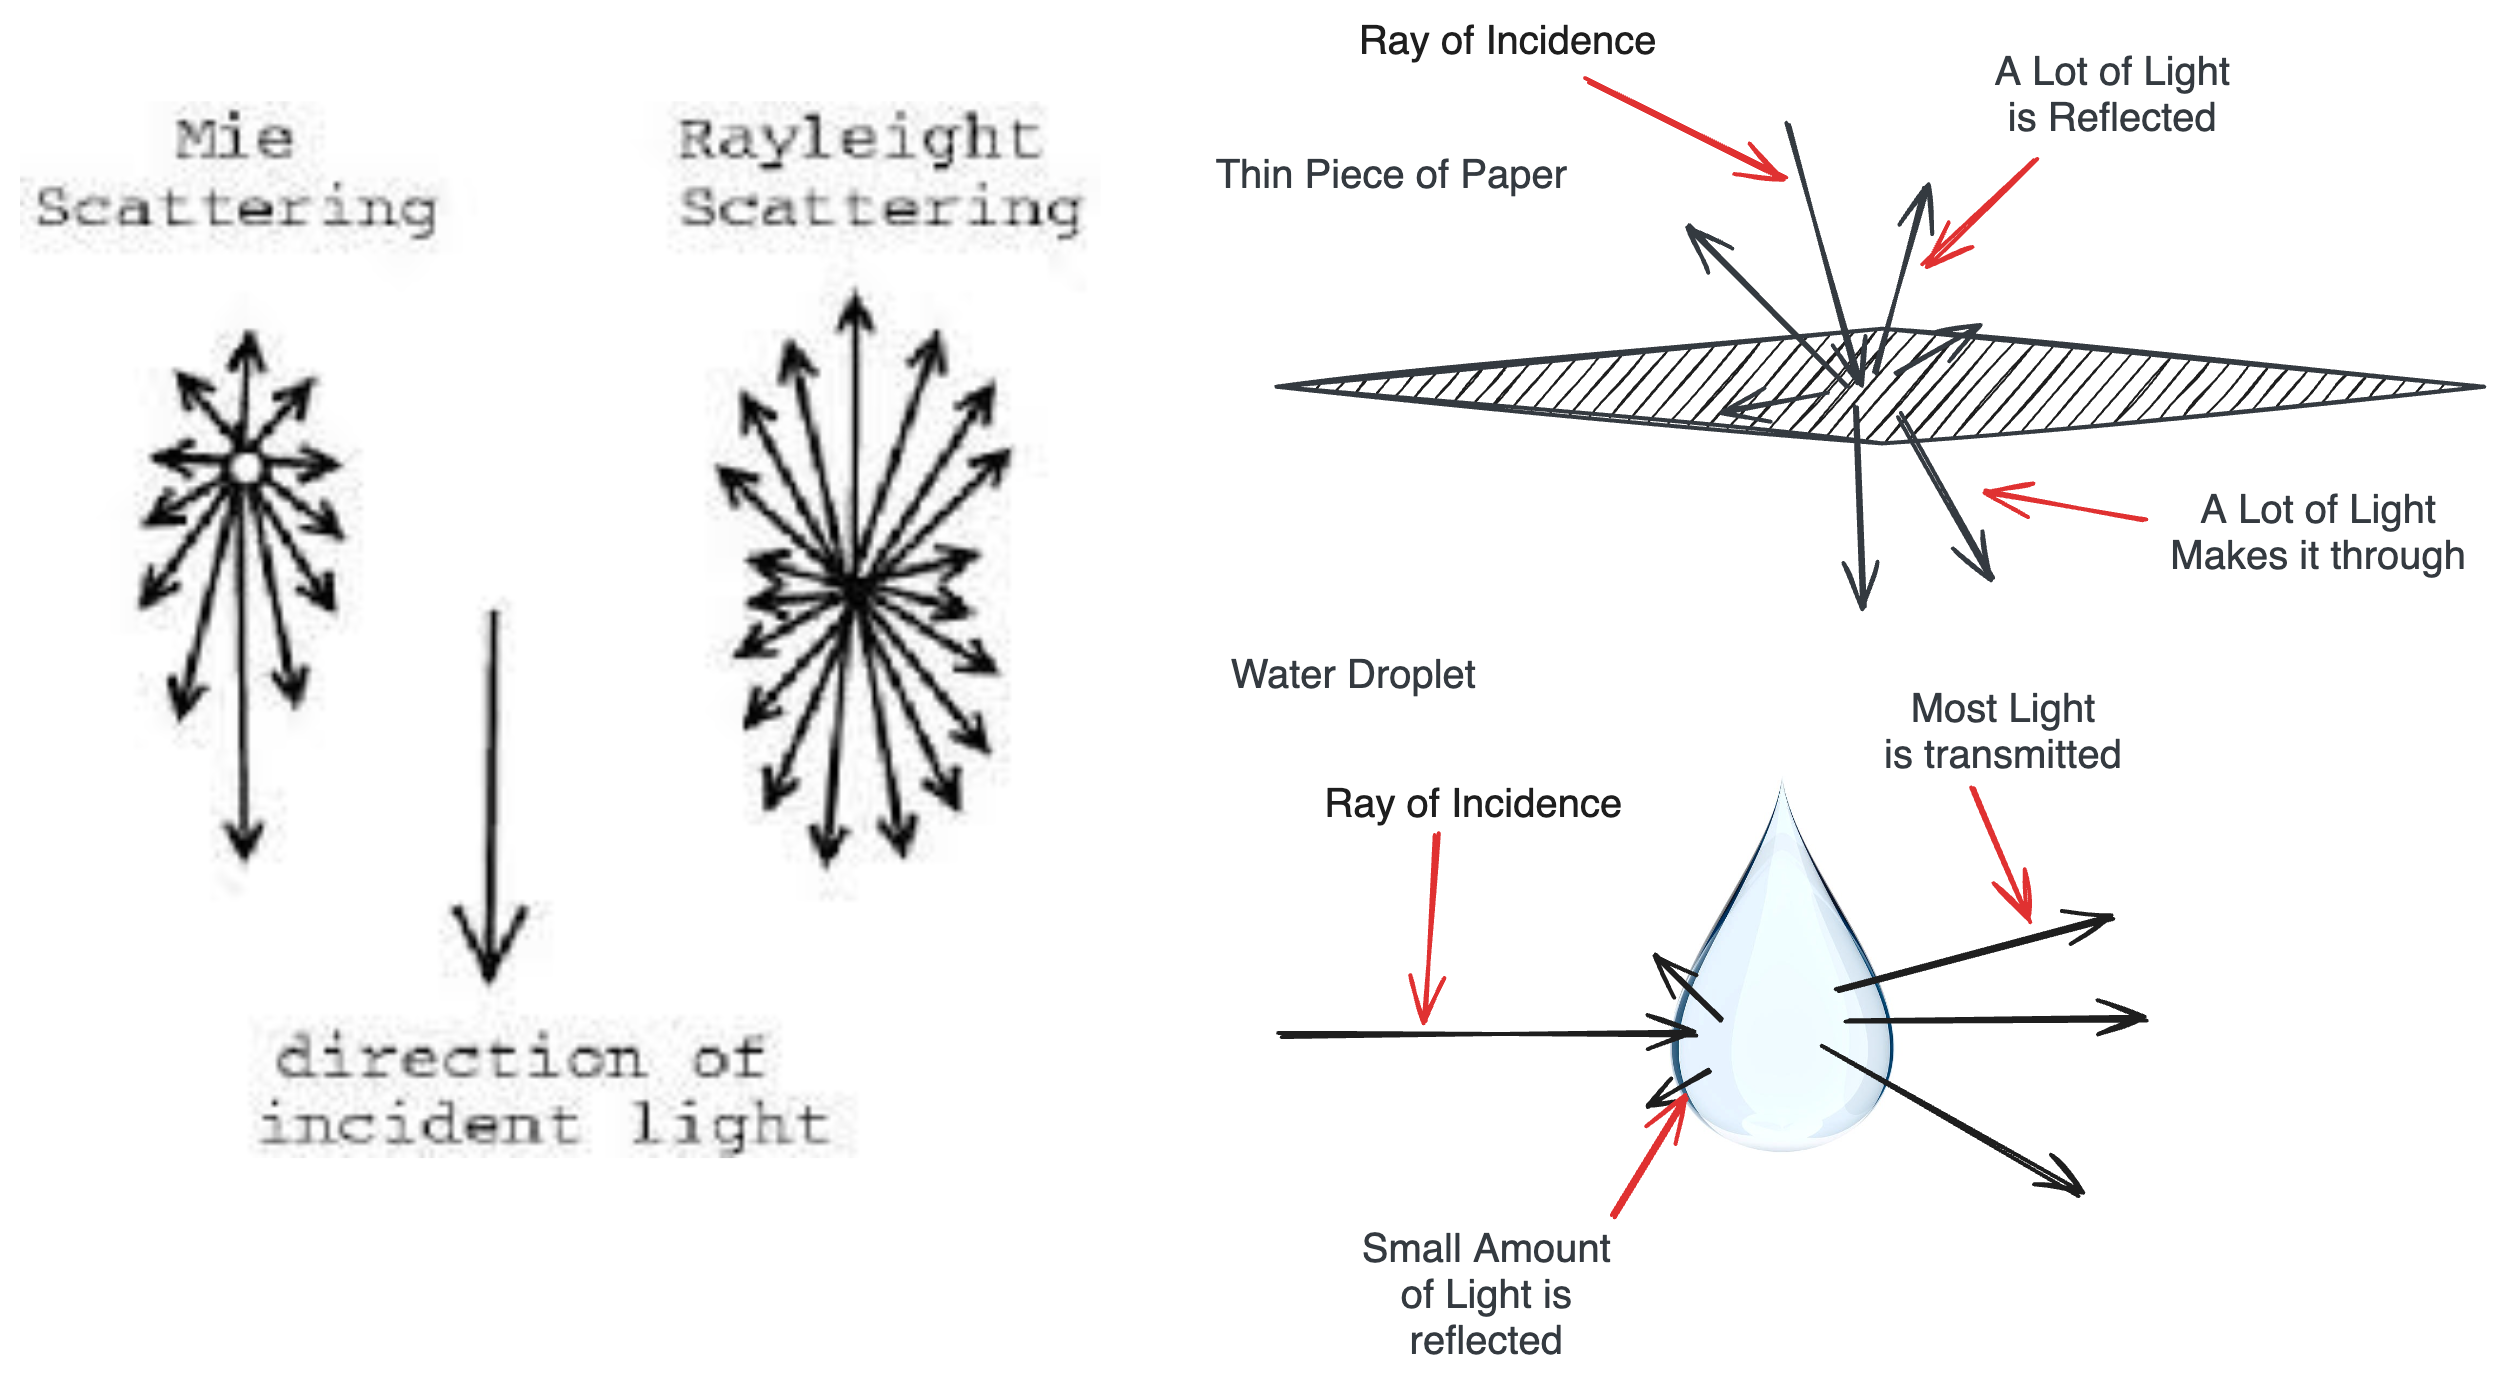 Mie
Scattering
Rayleight
Scattering
direction of
incident light
Ray of Incidence
A Lot of Light
is Reflected
Thin Piece of Paper
A Lot of Light
Makes it through
Water Droplet
Most Light
is transmitted
Ray of Incidence
Small Amount
of Light is
reflected